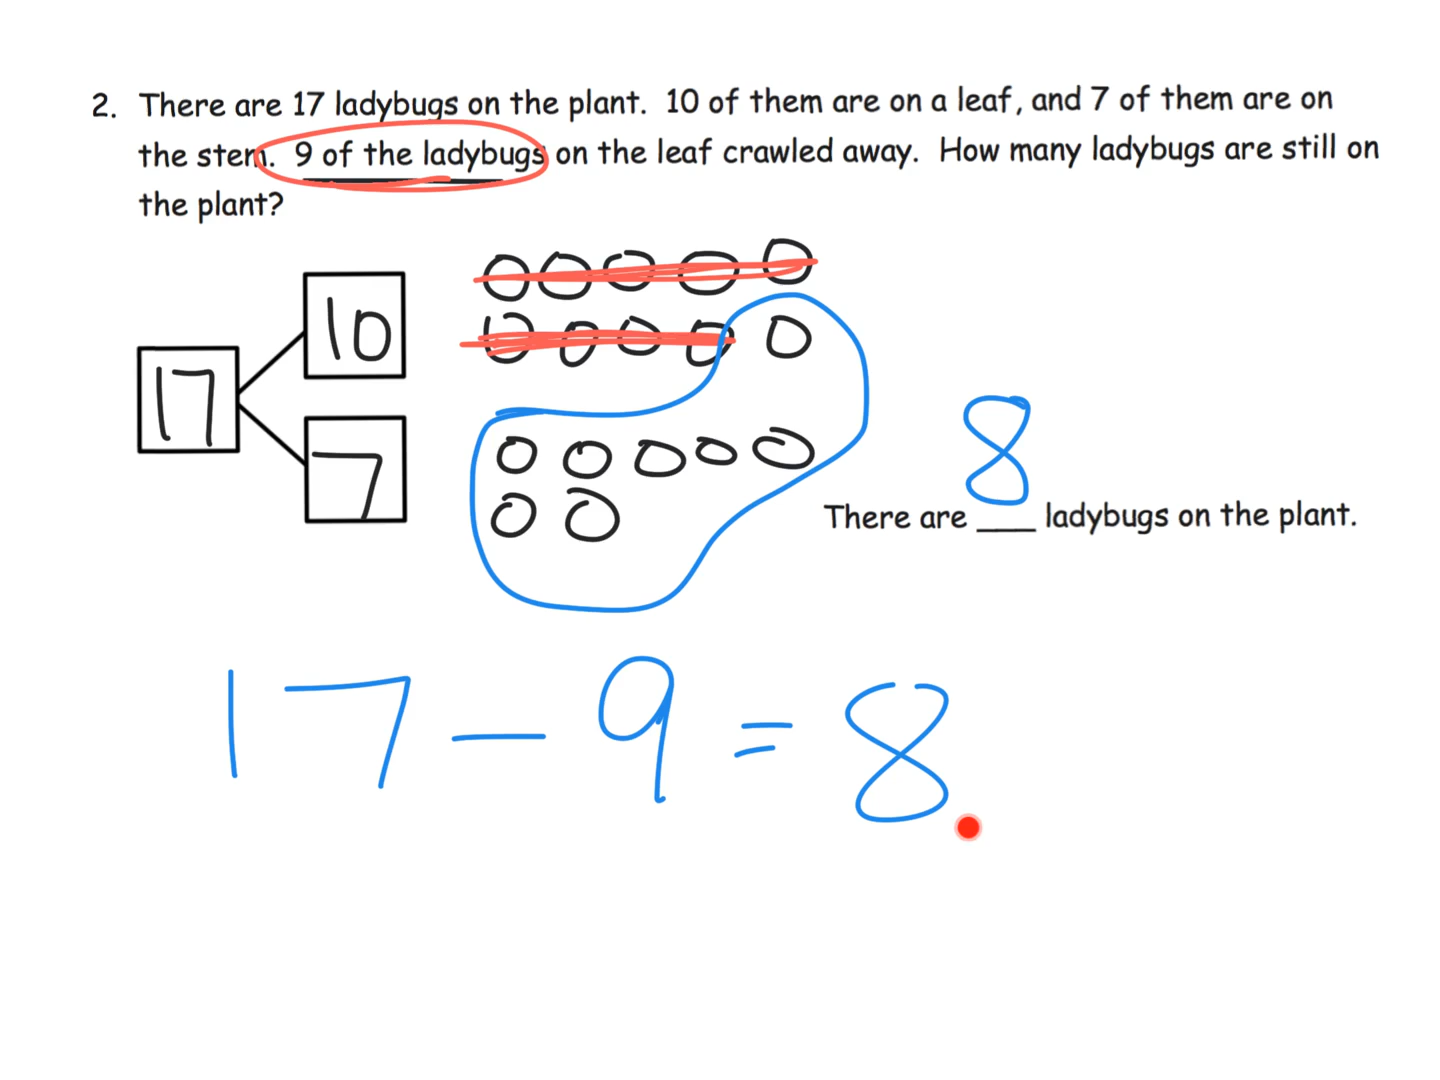 2. There are 17 ladybugs on the plant. 10 of them are on a leaf, and 7 of them are on
the stem. 9 of the ladybugs on the leaf crawled away. How many ladybugs are still on
the plant?
10
17
7
8
There are ___ ladybugs on the plant.
17 - 9 = 8